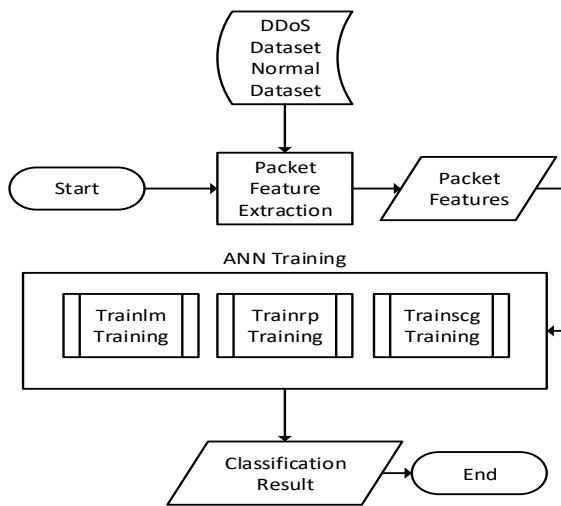 DDoS
Dataset
Normal
Dataset
Start
Packet
Feature
Extraction
Packet
Features
ANN Training
Trainlm
Training
Trainrp
Training
Trainscg
Training
Classification
Result
End